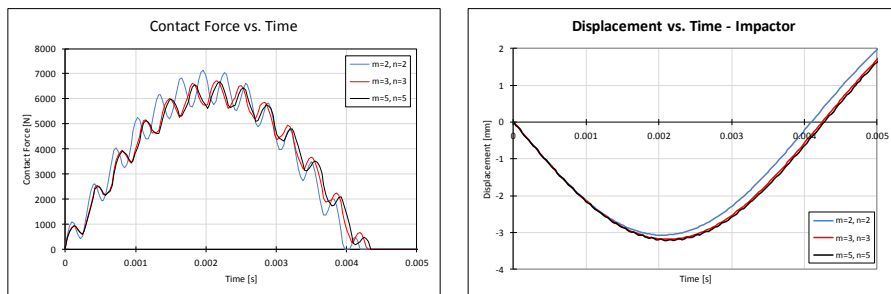 Contact Force vs. Time
Contact Force [N]
8000
7000
6000
5000
4000
3000
2000
1000
0
m=2, n=2
m=3, n=3
m=5, n=5
0 0.001 0.002 0.003 0.004 0.005
Time [s]
Displacement vs. Time - Impactor
Displacement [mm]
2
1
0
-1
-2
-3
-4
0 0.001 0.002 0.003 0.004 0.005
m=2, n=2
m=3, n=3
m=5, n=5
Time [s]